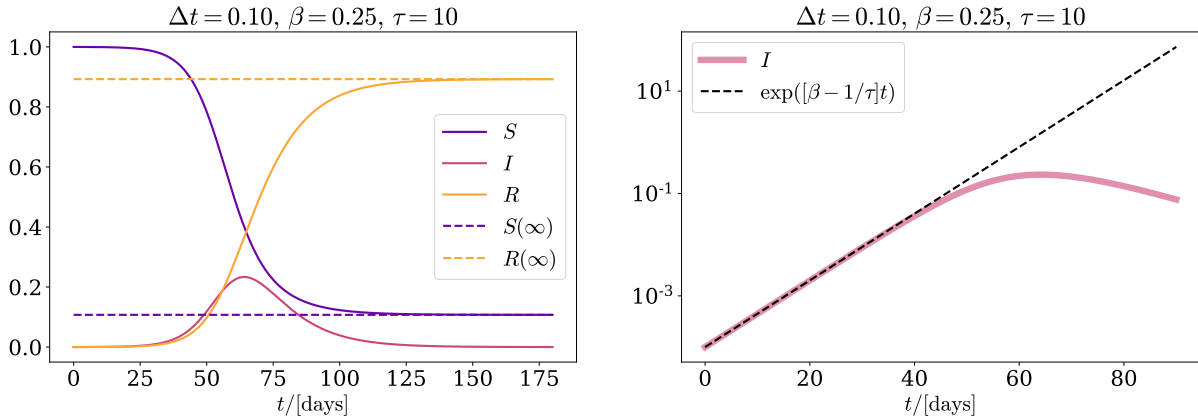 Δt = 0.10, β = 0.25, τ = 10
1.0
0.8
0.6
0.4
0.2
0.0
S
I
R
S(∞)
R(∞)
0 25 50 75 100 125 150 175
t/[days]
Δt = 0.10, β = 0.25, τ = 10
I
exp([β − 1/τ]t)
10¹
10⁻¹
10⁻³
0 20 40 60 80
t/[days]